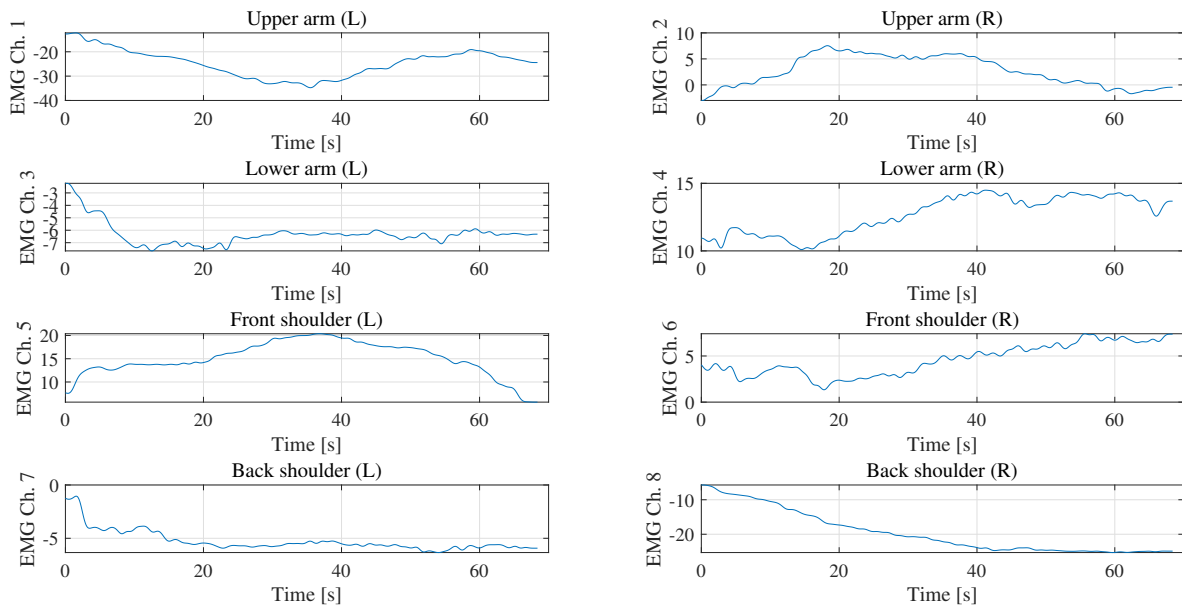 Upper arm (L)
EMG Ch. 1
-20
-30
-40
0 20 40 60
Time [s]
Upper arm (R)
EMG Ch. 2
10
5
0
0 20 40 60
Time [s]
Lower arm (L)
EMG Ch. 3
-3
-4
-5
-6
-7
0 20 40 60
Time [s]
Lower arm (R)
EMG Ch. 4
15
10
0 20 40 60
Time [s]
Front shoulder (L)
EMG Ch. 5
20
15
10
0 20 40 60
Time [s]
Front shoulder (R)
EMG Ch. 6
5
0
0 20 40 60
Time [s]
Back shoulder (L)
EMG Ch. 7
0
-5
0 20 40 60
Time [s]
Back shoulder (R)
EMG Ch. 8
-10
-20
0 20 40 60
Time [s]